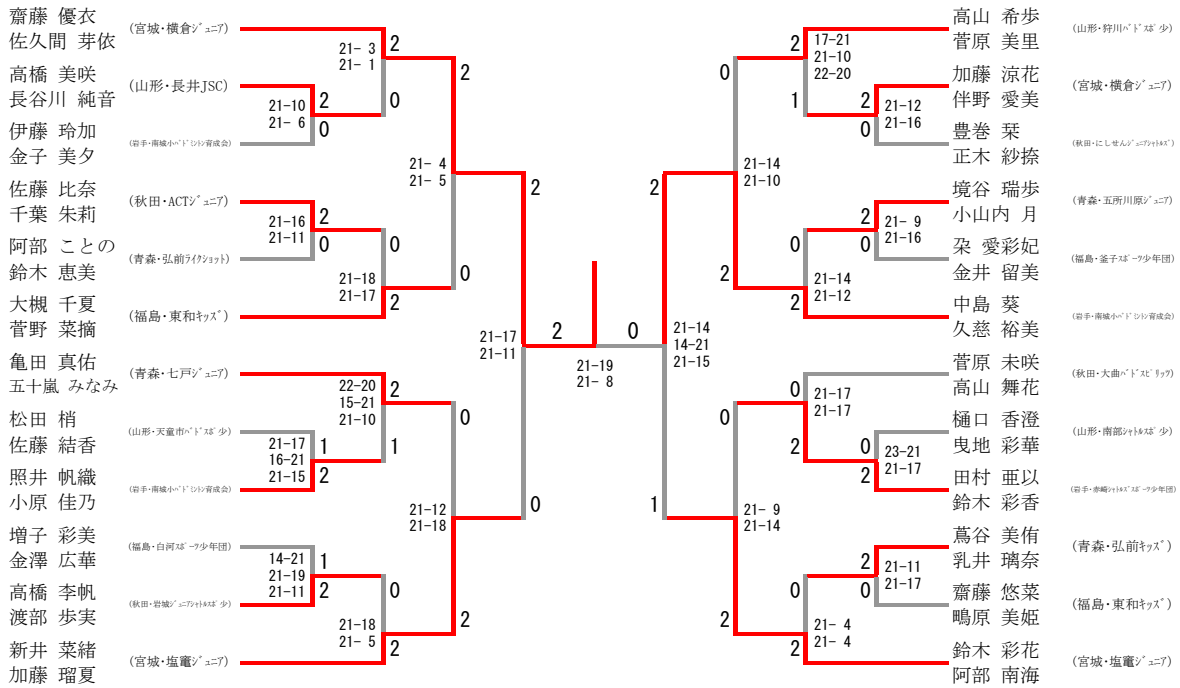 齋藤 優衣
佐久間 芽依
(宮城・横倉ジュニア)
高橋 美咲
長谷川 純音
(山形・長井JSC)
伊藤 玲加
金子 美夕
(岩手・南城小バドミントン育成会)
佐藤 比奈
千葉 朱莉
(秋田・ACTジュニア)
阿部 ことの
鈴木 恵美
(青森・弘前ライクショット)
大槻 千夏
菅野 菜摘
(福島・東和キッズ)
亀田 真佑
五十嵐 みなみ
(青森・七戸ジュニア)
松田 梢
佐藤 結香
(山形・天童市バドスポ少)
照井 帆織
小原 佳乃
(岩手・南城小バドミントン育成会)
増子 彩美
金澤 広華
(福島・白河スポーツ少年団)
高橋 李帆
渡部 歩実
(秋田・岩城ジュニアシャトルスポ少)
新井 菜緒
加藤 瑠夏
(宮城・塩竈ジュニア)
21- 3
21- 1
2
0
21-10
21- 6
2
0
2
21- 4
21- 5
0
21-16
21-11
2
0
0
21-18
21-17
2
2
21-17
21-11
0
22-20
15-21
21-10
2
1
21-17
16-21
21-15
1
2
0
21-12
21-18
2
14-21
21-19
21-11
1
2
0
21-18
21- 5
2
2
0
21-19
21- 8
高山 希歩
菅原 美里
(山形・狩川バドスポ少)
加藤 涼花
伴野 愛美
(宮城・横倉ジュニア)
豊巻 栞
正木 紗捺
(秋田・にしせんジュニアシャトルズ)
境谷 瑞歩
小山内 月
(青森・五所川原ジュニア)
朶 愛彩妃
金井 留美
(福島・釜子スポーツ少年団)
中島 葵
久慈 裕美
(岩手・南城小バドミントン育成会)
菅原 未咲
高山 舞花
(秋田・大曲バドスピリッツ)
樋口 香澄
曳地 彩華
(山形・南部シャトルスポ少)
田村 亜以
鈴木 彩香
(岩手・赤崎シャトルズスポーツ少年団)
蔦谷 美侑
乳井 璃奈
(青森・弘前キッズ)
齋藤 悠菜
鴫原 美姫
(福島・東和キッズ)
鈴木 彩花
阿部 南海
(宮城・塩竈ジュニア)
2
17-21
21-10
22-20
1
2
21-12
21-16
0
0
21-14
21-10
2
2
21- 9
21-16
0
0
21-14
21-12
2
2
21-14
14-21
21-15
1
21-17
21-17
0
2
0
23-21
21-17
2
0
21- 9
21-14
2
2
21-11
21-17
0
0
21- 4
21- 4
2